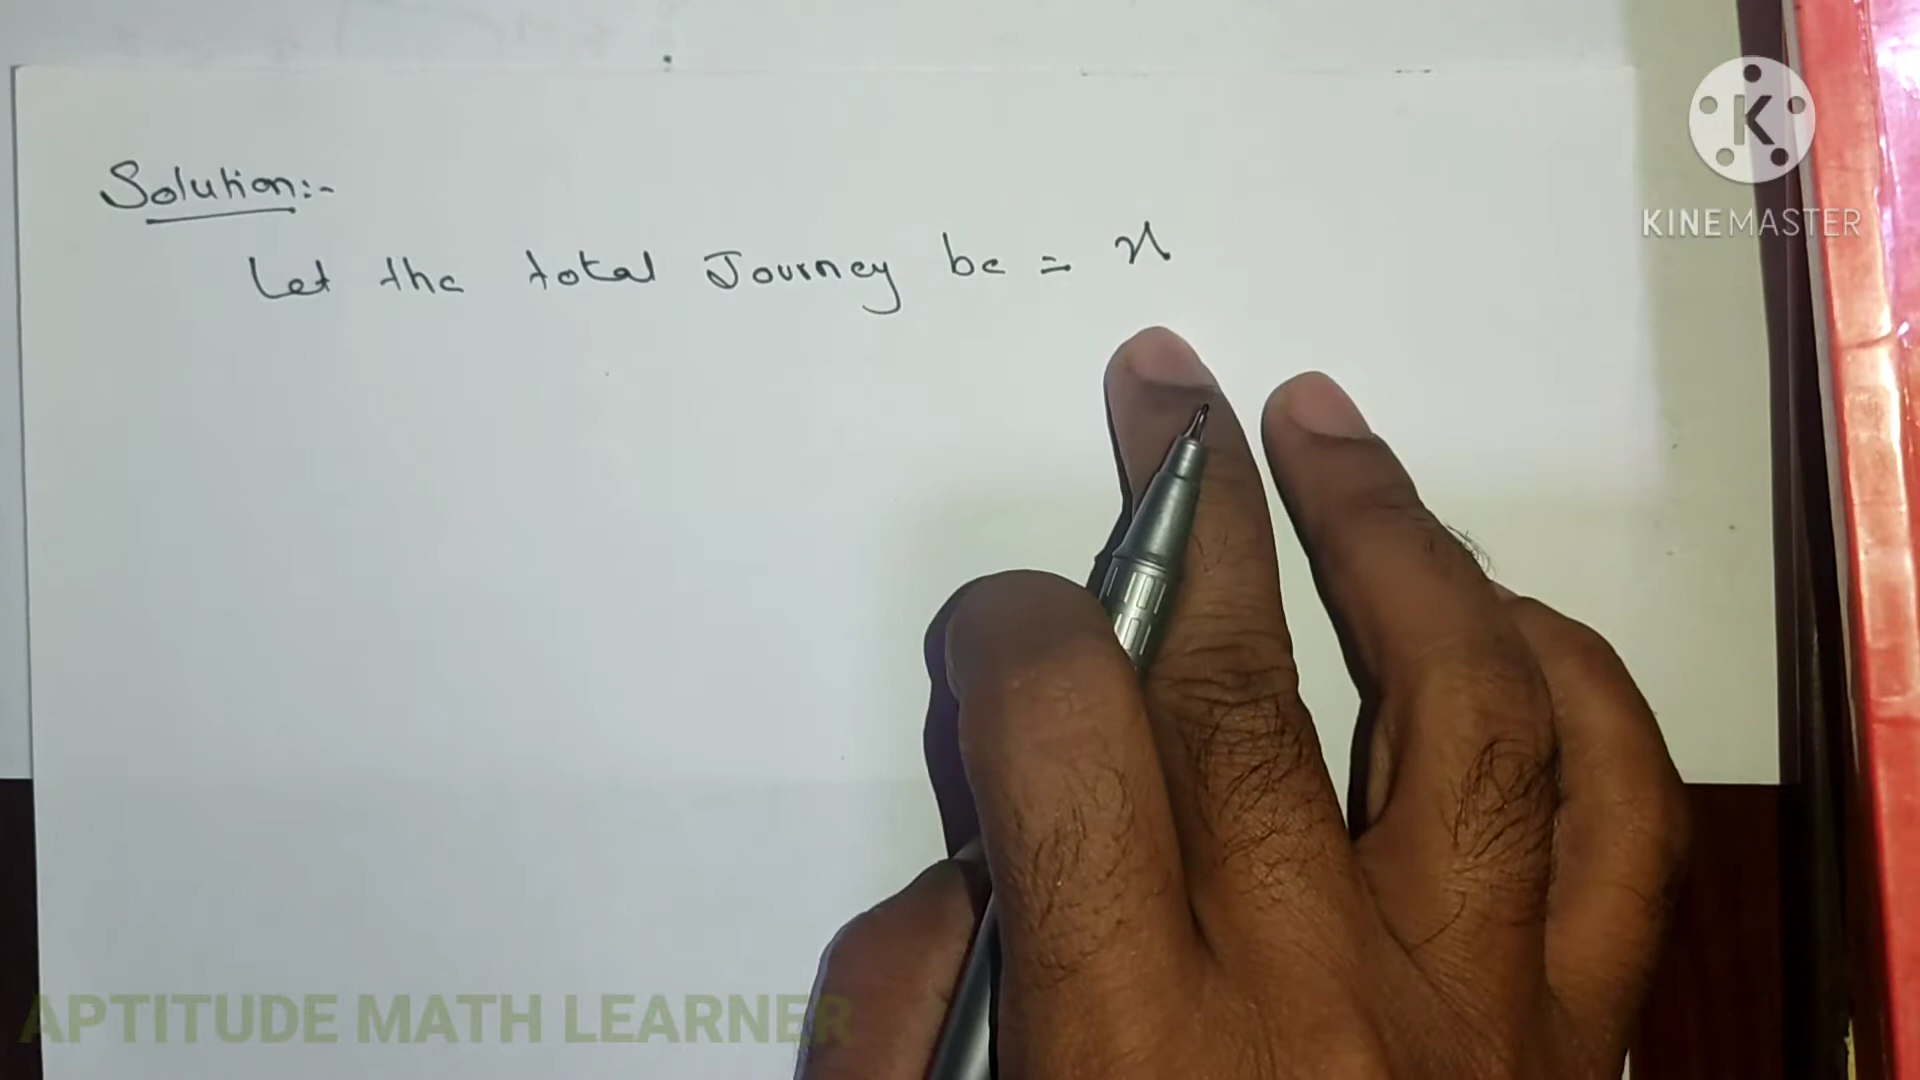 K
KINEMASTER
Solution:-
Let the total Journey be = x
APTITUDE MATH LEARNER